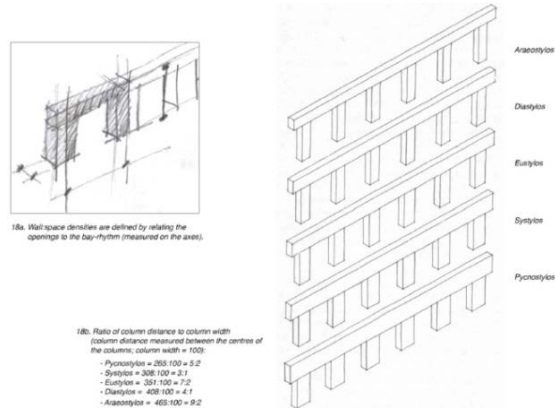 18a. Wall:space densities are defined by relating the
openings to the bay-rhythm (measured on the axes).
18b. Ratio of column distance to column width
(column distance measured between the centres of
the columns; column width = 100):
- Pycnostylos = 265:100 = 5:2
- Systylos = 308:100 = 3:1
- Eustylos = 351:100 = 7:2
- Diastylos = 408:100 = 4:1
- Araeostylos = 465:100 = 9:2
Araeostylos
Diastylos
Eustylos
Systylos
Pycnostylos